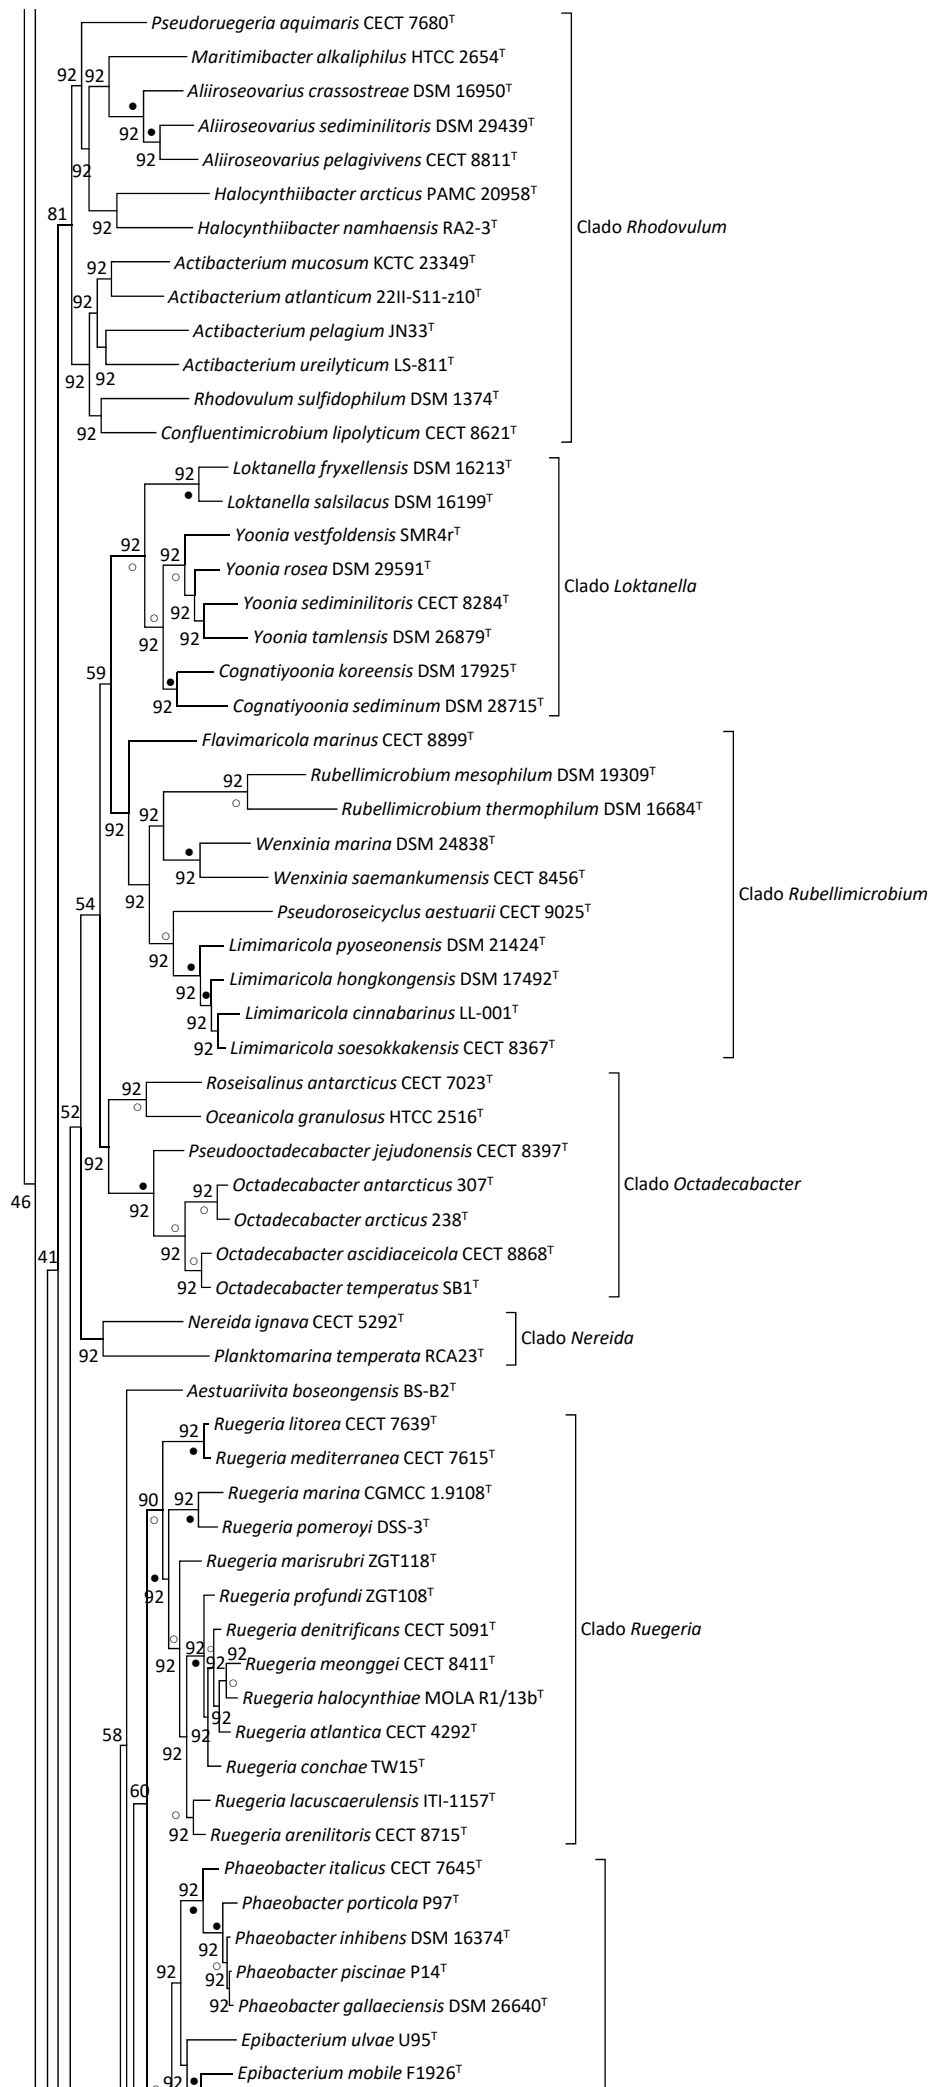 Pseudoruegeria aquimaris CECT 7680ᵀ
Maritimibacter alkaliphilus HTCC 2654ᵀ
92 92
Aliiroseovarius crassostreae DSM 16950ᵀ
Aliiroseovarius sediminilitoris DSM 29439ᵀ
92
Aliiroseovarius pelagivivens CECT 8811ᵀ
92
92
Halocynthiibacter arcticus PAMC 20958ᵀ
81
Halocynthiibacter namhaensis RA2-3ᵀ
92
Clado Rhodovulum
Actibacterium mucosum KCTC 23349ᵀ
92
Actibacterium atlanticum 22II-S11-z10ᵀ
92
Actibacterium pelagium JN33ᵀ
Actibacterium ureilyticum LS-811ᵀ
92 92
Rhodovulum sulfidophilum DSM 1374ᵀ
Confluentimicrobium lipolyticum CECT 8621ᵀ
92
Loktanella fryxellensis DSM 16213ᵀ
92
Loktanella salsilacus DSM 16199ᵀ
Yoonia vestfoldensis SMR4rᵀ
92
92
Yoonia rosea DSM 29591ᵀ
Clado Loktanella
Yoonia sediminilitoris CECT 8284ᵀ
92
Yoonia tamlensis DSM 26879ᵀ
92
92
Cognatiyoonia koreensis DSM 17925ᵀ
59
Cognatiyoonia sediminum DSM 28715ᵀ
92
Flavimaricola marinus CECT 8899ᵀ
Rubellimicrobium mesophilum DSM 19309ᵀ
92
Rubellimicrobium thermophilum DSM 16684ᵀ
92
92
Wenxinia marina DSM 24838ᵀ
Wenxinia saemankumensis CECT 8456ᵀ
92
Clado Rubellimicrobium
92
54
Pseudoroseicyclus aestuarii CECT 9025ᵀ
Limimaricola pyoseonensis DSM 21424ᵀ
92
Limimaricola hongkongensis DSM 17492ᵀ
92
Limimaricola cinnabarinus LL-001ᵀ
92
Limimaricola soesokkakensis CECT 8367ᵀ
92
Roseisalinus antarcticus CECT 7023ᵀ
92
52
Oceanicola granulosus HTCC 2516ᵀ
Pseudooctadecabacter jejudonensis CECT 8397ᵀ
92
Octadecabacter antarcticus 307ᵀ
92
Clado Octadecabacter
46
92
Octadecabacter arcticus 238ᵀ
41
Octadecabacter ascidiaceicola CECT 8868ᵀ
92
Octadecabacter temperatus SB1ᵀ
92
Nereida ignava CECT 5292ᵀ
Clado Nereida
Planktomarina temperata RCA23ᵀ
92
Aestuariivita boseongensis BS-B2ᵀ
Ruegeria litorea CECT 7639ᵀ
92
Ruegeria mediterranea CECT 7615ᵀ
Ruegeria marina CGMCC 1.9108ᵀ
90 92
Ruegeria pomeroyi DSS-3ᵀ
Ruegeria marisrubri ZGT118ᵀ
92
Ruegeria profundi ZGT108ᵀ
Ruegeria denitrificans CECT 5091ᵀ
Clado Ruegeria
92 92
92 92
Ruegeria meonggei CECT 8411ᵀ
Ruegeria halocynthiae MOLA R1/13bᵀ
92
Ruegeria atlantica CECT 4292ᵀ
58
92
92
Ruegeria conchae TW15ᵀ
60
Ruegeria lacuscaerulensis ITI-1157ᵀ
Ruegeria arenilitoris CECT 8715ᵀ
92
Phaeobacter italicus CECT 7645ᵀ
92
Phaeobacter porticola P97ᵀ
Phaeobacter inhibens DSM 16374ᵀ
92
Phaeobacter piscinae P14ᵀ
92 92
Phaeobacter gallaeciensis DSM 26640ᵀ
92
Epibacterium ulvae U95ᵀ
Epibacterium mobile F1926ᵀ
92